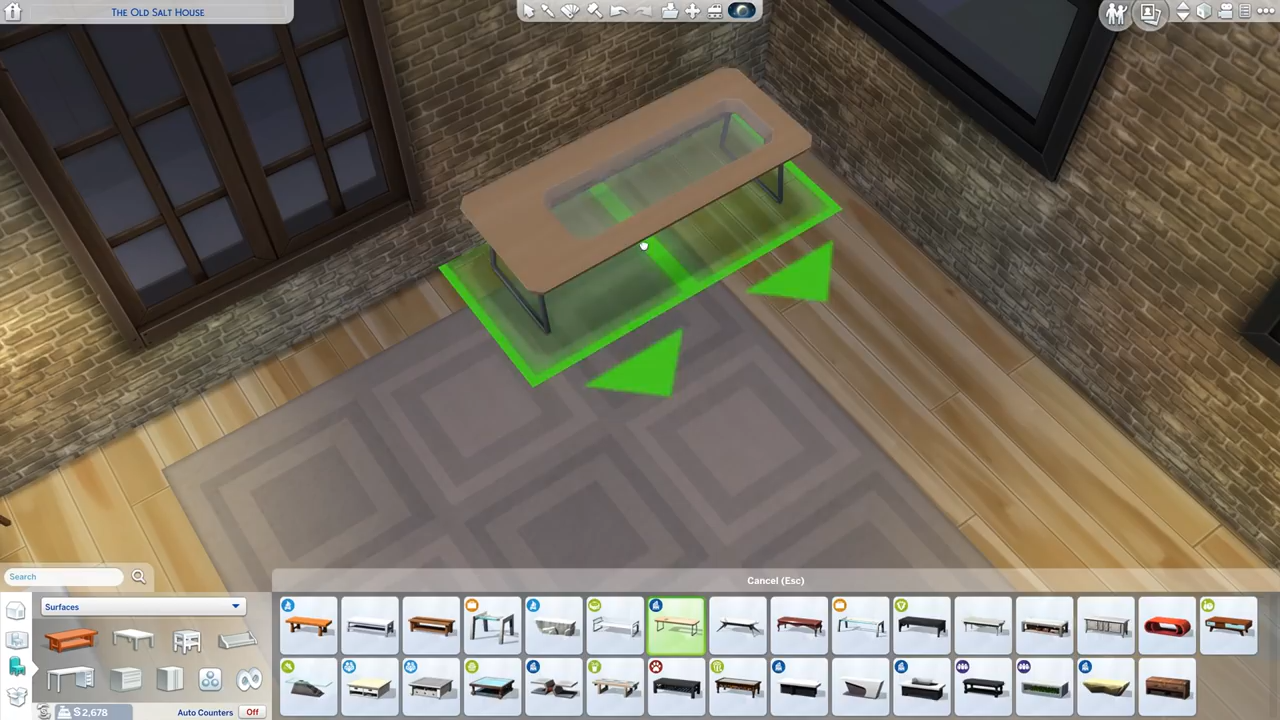 The Old Salt House
Cancel (Esc)
Search
Surfaces
$2,678
Auto Counters
Off